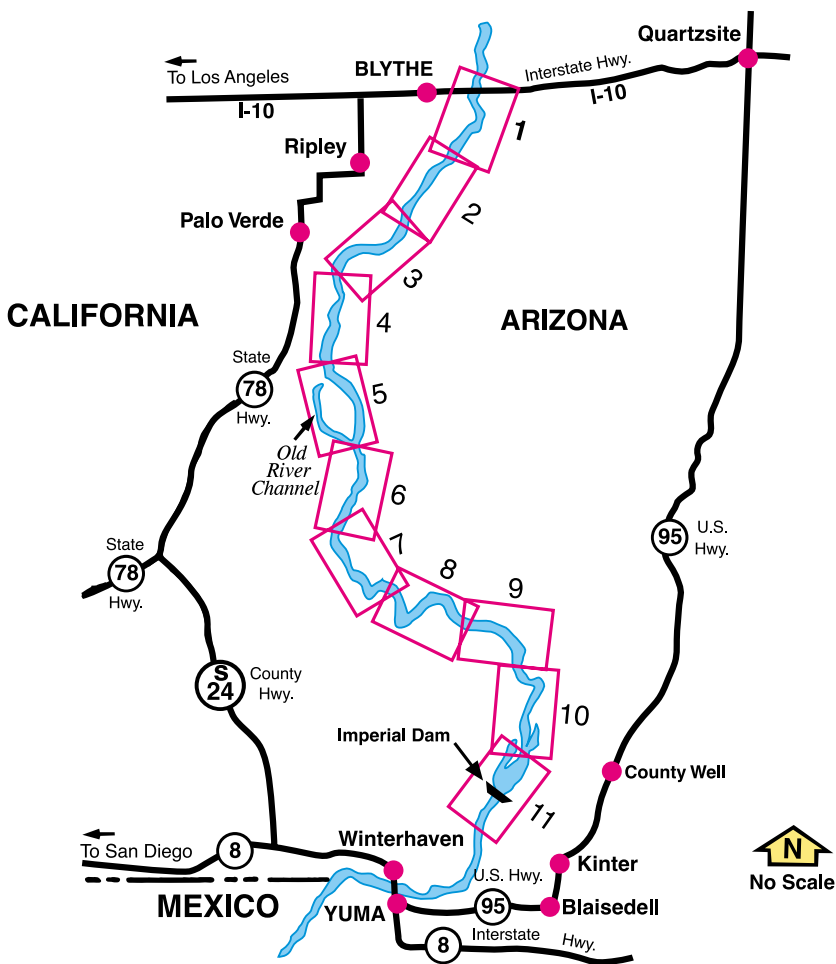 Quartzsite
To Los Angeles
BLYTHE
Interstate Hwy.
I-10
I-10
1
Ripley
2
Palo Verde
3
CALIFORNIA
4
ARIZONA
State
78
Hwy.
5
Old
River
Channel
6
95
U.S.
Hwy.
State
78
Hwy.
7
8
9
S
24
County
Hwy.
10
Imperial Dam
County Well
11
To San Diego
8
Winterhaven
Kinter
N
No Scale
MEXICO
YUMA
U.S. Hwy.
95
Blaisedell
8
Interstate Hwy.